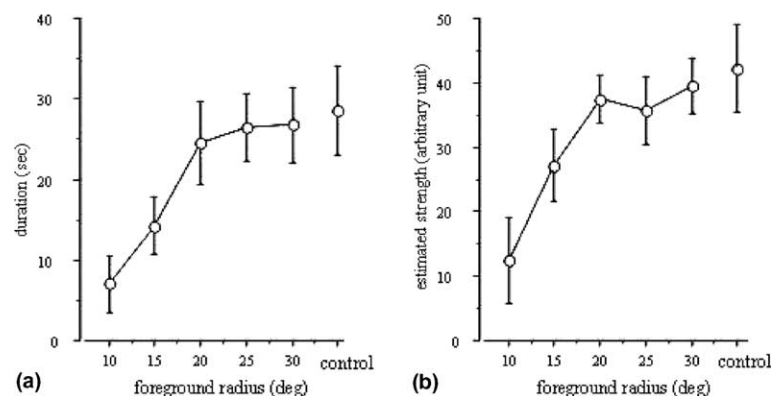 40
30
20
10
0
duration (sec)
10 15 20 25 30 control
foreground radius (deg)
(a)
50
40
30
20
10
0
estimated strength (arbitrary unit)
10 15 20 25 30 control
foreground radius (deg)
(b)